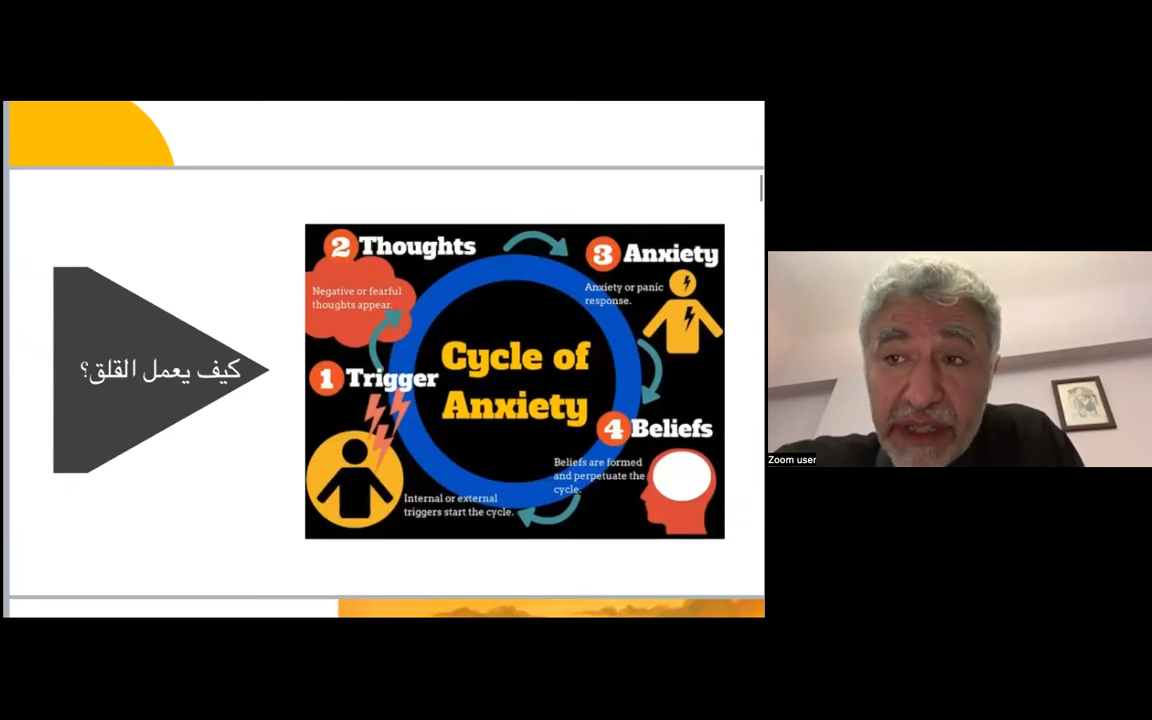 كيف يعمل القلق؟
2 Thoughts
Negative or fearful
thoughts appear.
3 Anxiety
Anxiety or panic
response.
Cycle of
Anxiety
1 Trigger
Internal or external
triggers start the cycle.
4 Beliefs
Beliefs are formed
and perpetuate the
cycle.
Zoom user